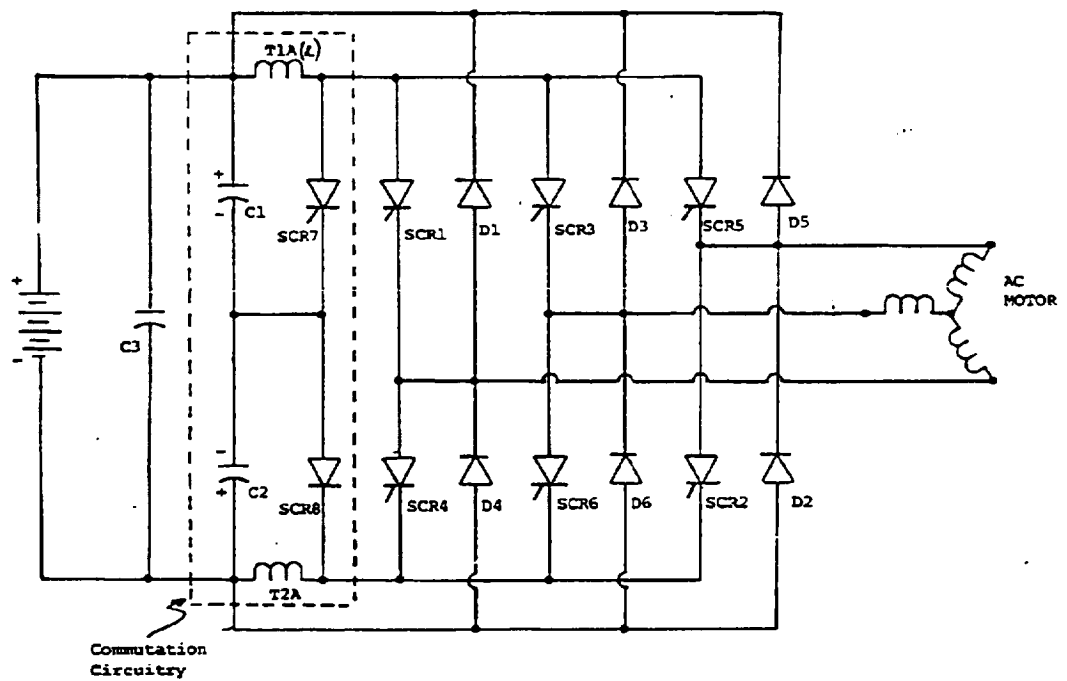 T1A(L)
+
-
C1
SCR7
SCR1
D1
SCR3
D3
SCR5
D5
AC
MOTOR
+
-
C3
-
+
C2
SCR8
SCR4
D4
SCR6
D6
SCR2
D2
T2A
Commutation
Circuitry